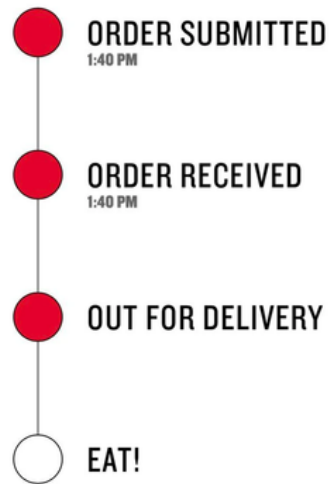 ORDER SUBMITTED
1:40 PM
ORDER RECEIVED
1:40 PM
OUT FOR DELIVERY
EAT!